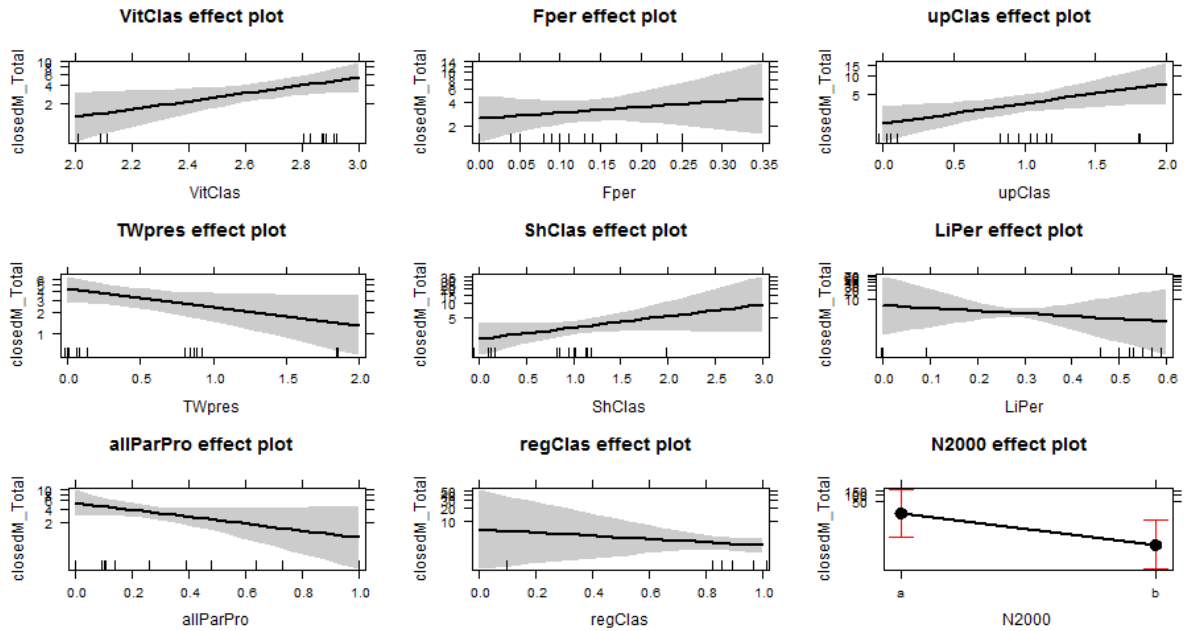 VitClas effect plot
closedM_Total
10
4
2
2.0 2.2 2.4 2.6 2.8 3.0
VitClas
Fper effect plot
closedM_Total
4
2
0.00 0.05 0.10 0.15 0.20 0.25 0.30 0.35
Fper
upClas effect plot
closedM_Total
15
10
5
0.0 0.5 1.0 1.5 2.0
upClas
TWpres effect plot
closedM_Total
3
2
1
0.0 0.5 1.0 1.5 2.0
TWpres
ShClas effect plot
closedM_Total
10
5
0.0 0.5 1.0 1.5 2.0 2.5 3.0
ShClas
LiPer effect plot
closedM_Total
10
0.0 0.1 0.2 0.3 0.4 0.5 0.6
LiPer
allParPro effect plot
closedM_Total
10
4
2
0.0 0.2 0.4 0.6 0.8 1.0
allParPro
regClas effect plot
closedM_Total
20
10
0.0 0.2 0.4 0.6 0.8 1.0
regClas
N2000 effect plot
closedM_Total
150
50
a b
N2000